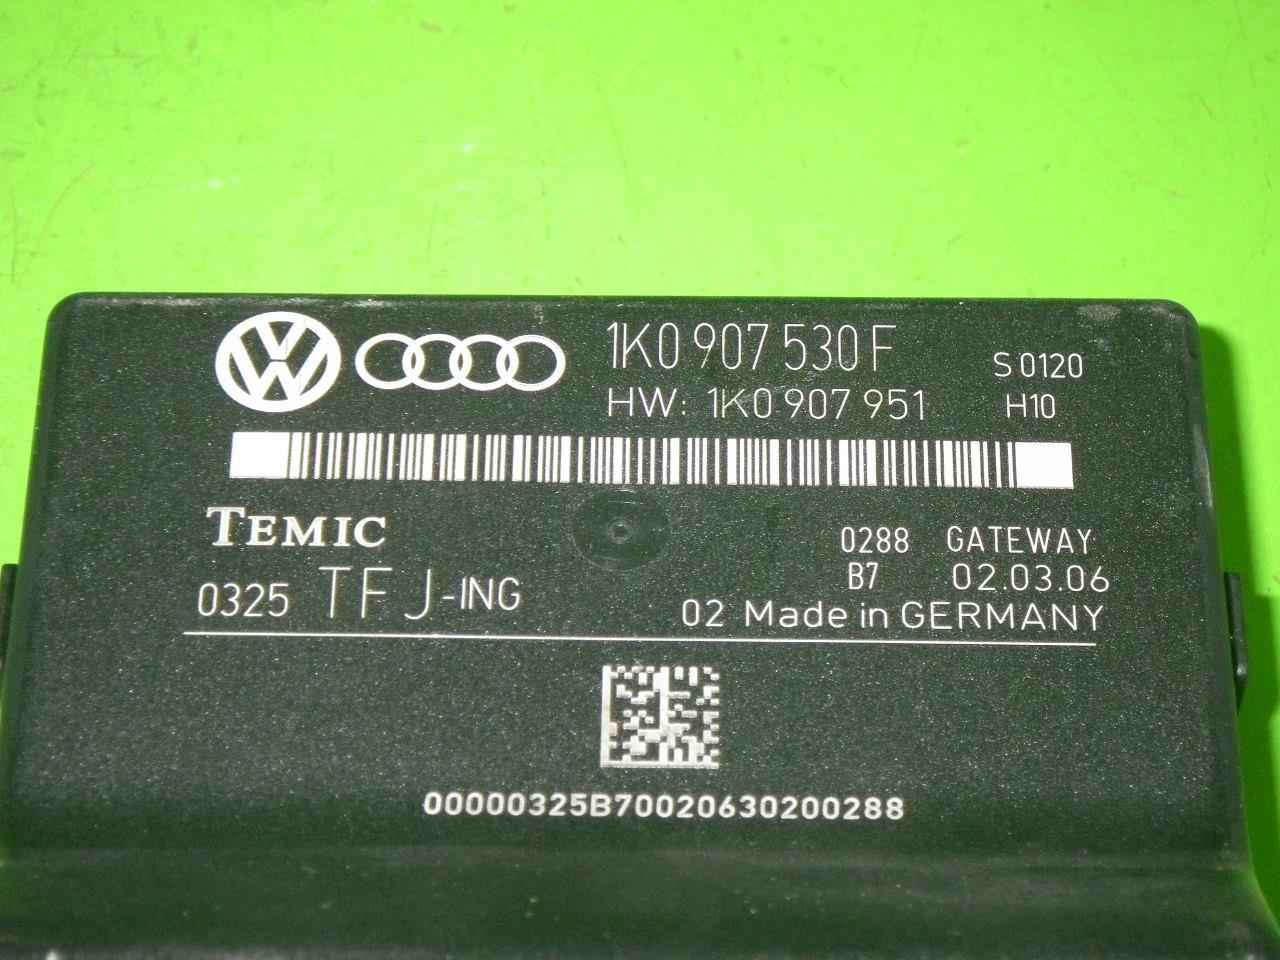 1K0 907 530 F
S 0120
HW: 1K0 907 951
H10
TEMIC
0288 GATEWAY
B7 02.03.06
0325 TF J-ING
02 Made in GERMANY
00000325B70020630200288